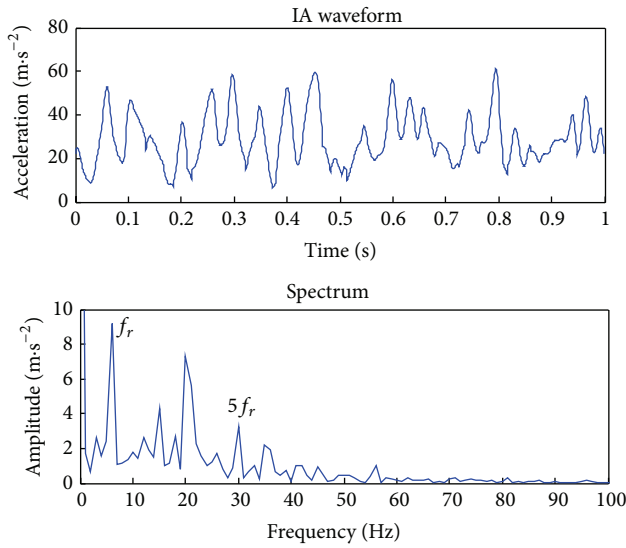 IA waveform
80
60
40
20
0
Acceleration (m·s⁻²)
0 0.1 0.2 0.3 0.4 0.5 0.6 0.7 0.8 0.9 1
Time (s)
Spectrum
10
8
6
4
2
0
Amplitude (m·s⁻²)
f_r
5f_r
0 10 20 30 40 50 60 70 80 90 100
Frequency (Hz)